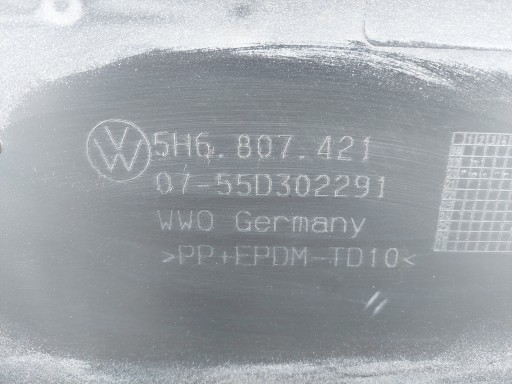 5H6.807.421
07-55D302291
WWO Germany
>PP+EPDM-TD10<